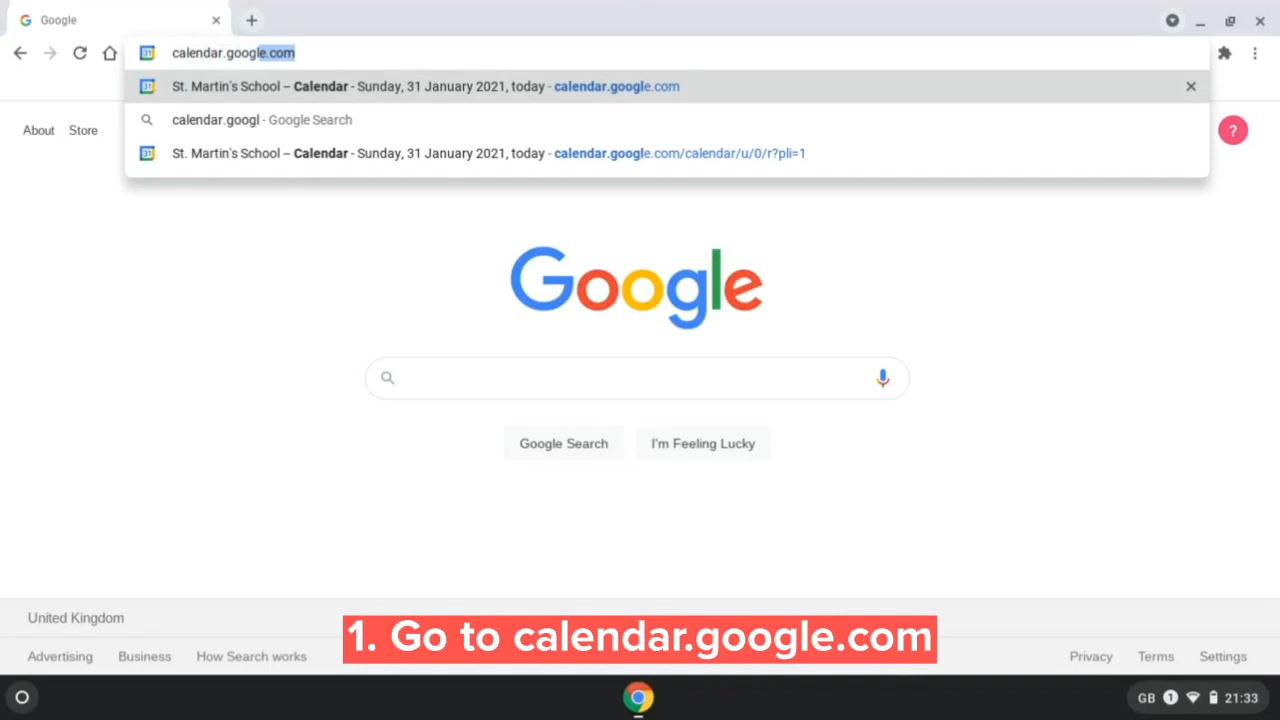 Google
calendar.google.com
St. Martin's School – Calendar - Sunday, 31 January 2021, today - calendar.google.com
calendar.googl - Google Search
St. Martin's School – Calendar - Sunday, 31 January 2021, today - calendar.google.com/calendar/u/0/r?pli=1
About Store
?
Google
Google Search I'm Feeling Lucky
United Kingdom
1. Go to calendar.google.com
Advertising Business How Search works Privacy Terms Settings
GB 1 21:33